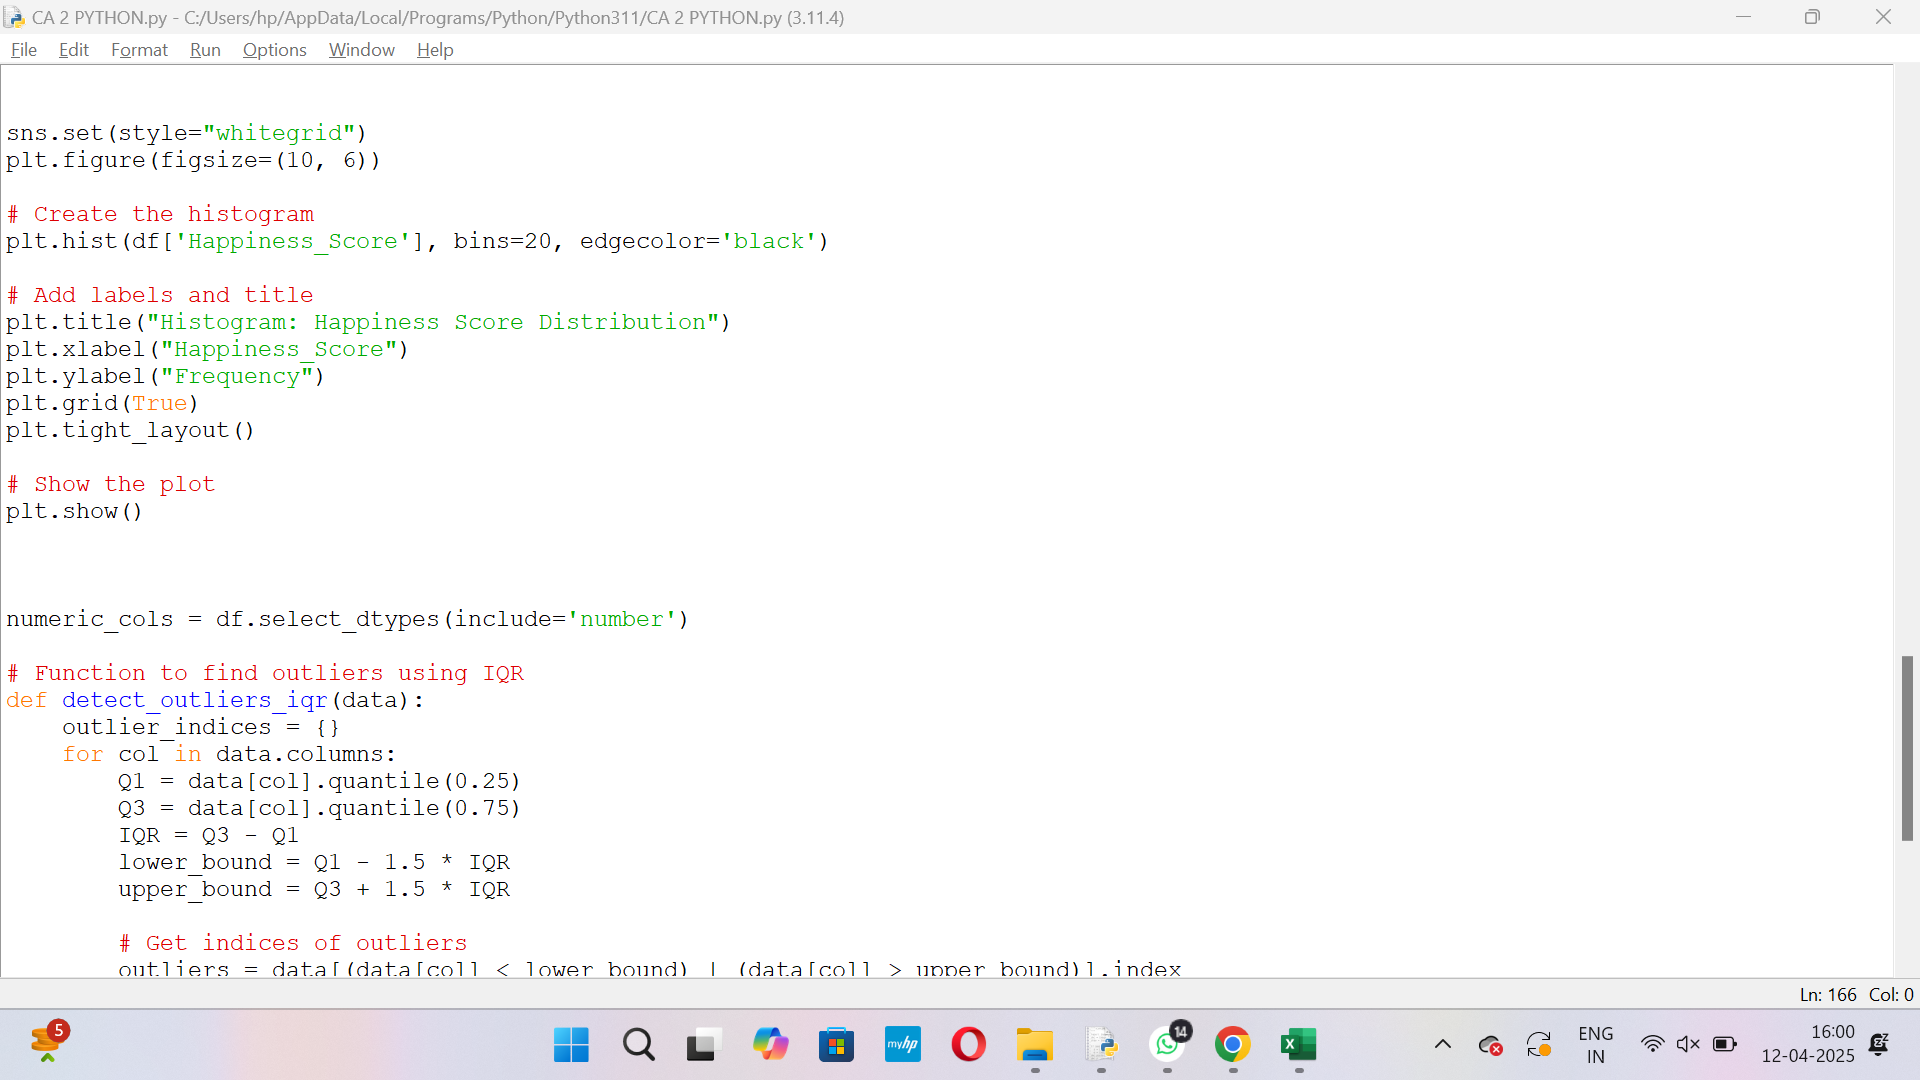 CA 2 PYTHON.py - C:/Users/hp/AppData/Local/Programs/Python/Python311/CA 2 PYTHON.py (3.11.4)
File Edit Format Run Options Window Help
sns.set(style="whitegrid")
plt.figure(figsize=(10, 6))
# Create the histogram
plt.hist(df['Happiness_Score'], bins=20, edgecolor='black')
# Add labels and title
plt.title("Histogram: Happiness Score Distribution")
plt.xlabel("Happiness_Score")
plt.ylabel("Frequency")
plt.grid(True)
plt.tight_layout()
# Show the plot
plt.show()
numeric_cols = df.select_dtypes(include='number')
# Function to find outliers using IQR
def detect_outliers_iqr(data):
    outlier_indices = {}
    for col in data.columns:
        Q1 = data[col].quantile(0.25)
        Q3 = data[col].quantile(0.75)
        IQR = Q3 - Q1
        lower_bound = Q1 - 1.5 * IQR
        upper_bound = Q3 + 1.5 * IQR
        # Get indices of outliers
        outliers = data[(data[col] < lower_bound) | (data[col] > upper_bound)].index
Ln: 166 Col: 0
5
myhp
14
X
ENG
IN
16:00
12-04-2025